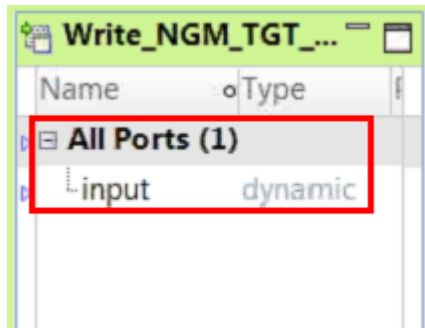 Write_NGM_TGT_...
Name Type
All Ports (1)
input dynamic